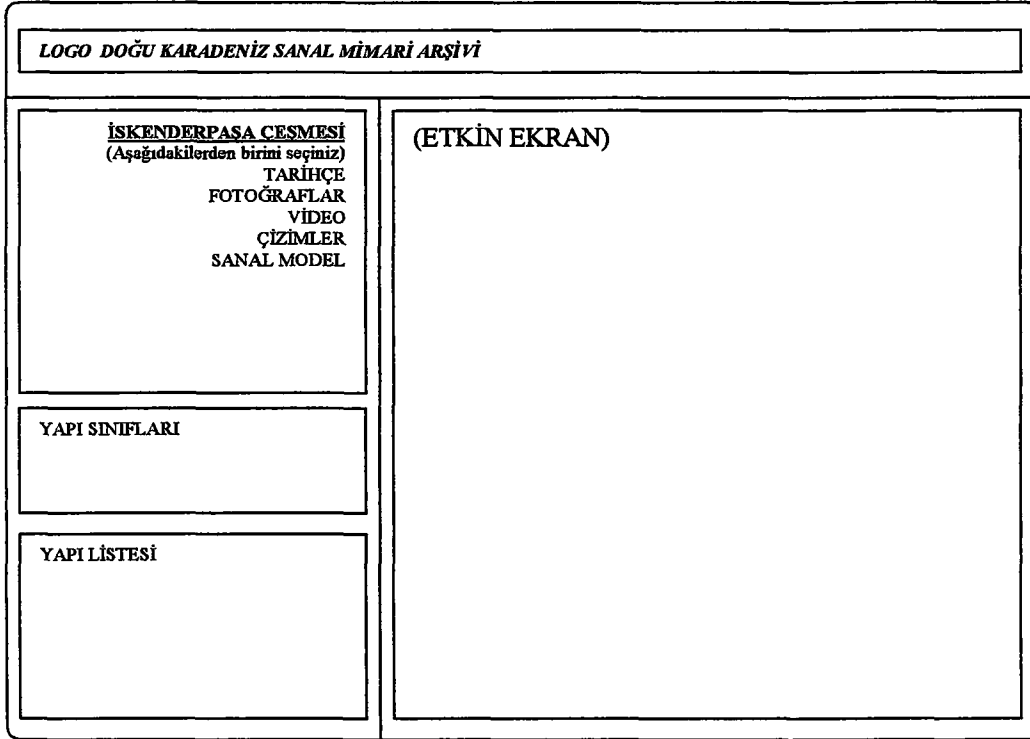 LOGO DOĞU KARADENİZ SANAL MİMARİ ARŞİVİ
İSKENDERPAŞA ÇEŞMESİ
(Aşağıdakilerden birini seçiniz)
TARİHÇE
FOTOĞRAFLAR
VİDEO
ÇİZİMLER
SANAL MODEL
YAPI SINIFLARI
YAPI LİSTESİ
(ETKİN EKRAN)